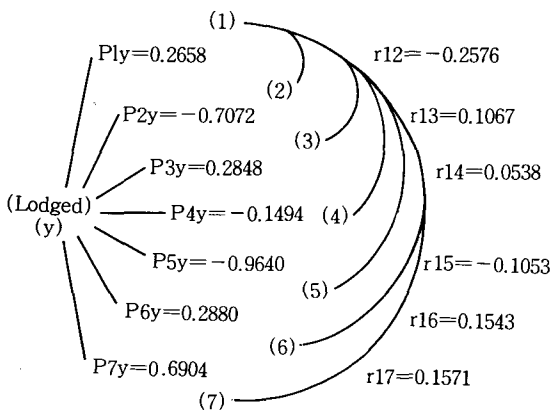 (1)
P1y=0.2658
r12=-0.2576
(2)
P2y=-0.7072
r13=0.1067
(3)
P3y=0.2848
r14=0.0538
(Lodged)
(y)
P4y=-0.1494
(4)
P5y=-0.9640
r15=-0.1053
(5)
P6y=0.2880
r16=0.1543
(6)
P7y=0.6904
r17=0.1571
(7)